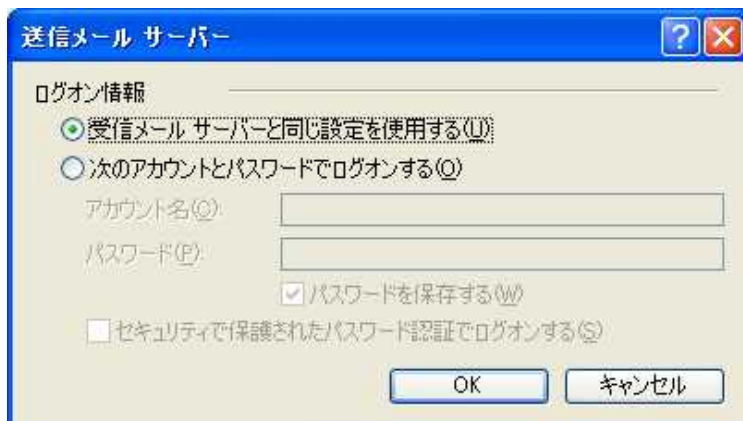 送信メール サーバー
ログオン情報
受信メール サーバーと同じ設定を使用する(U)
次のアカウントとパスワードでログオンする(O)
アカウント名(C):
パスワード(P):
パスワードを保存する(W)
セキュリティで保護されたパスワード認証でログオンする(S)
OK キャンセル